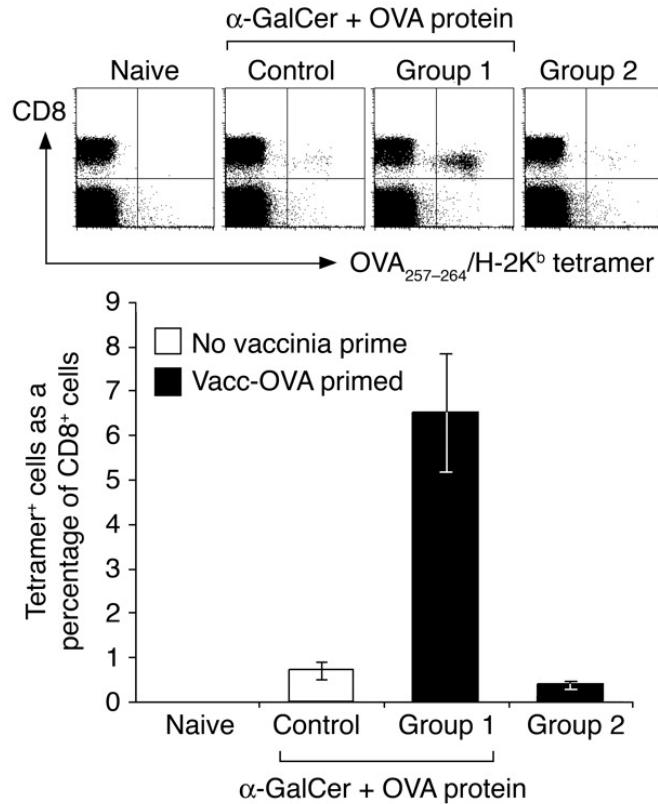 α-GalCer + OVA protein
Naive Control Group 1 Group 2
CD8
OVA257–264/H-2Kb tetramer
9
No vaccinia prime
8
Vacc-OVA primed
7
6
5
4
3
2
1
0
Tetramer+ cells as a
percentage of CD8+ cells
Naive Control Group 1 Group 2
α-GalCer + OVA protein